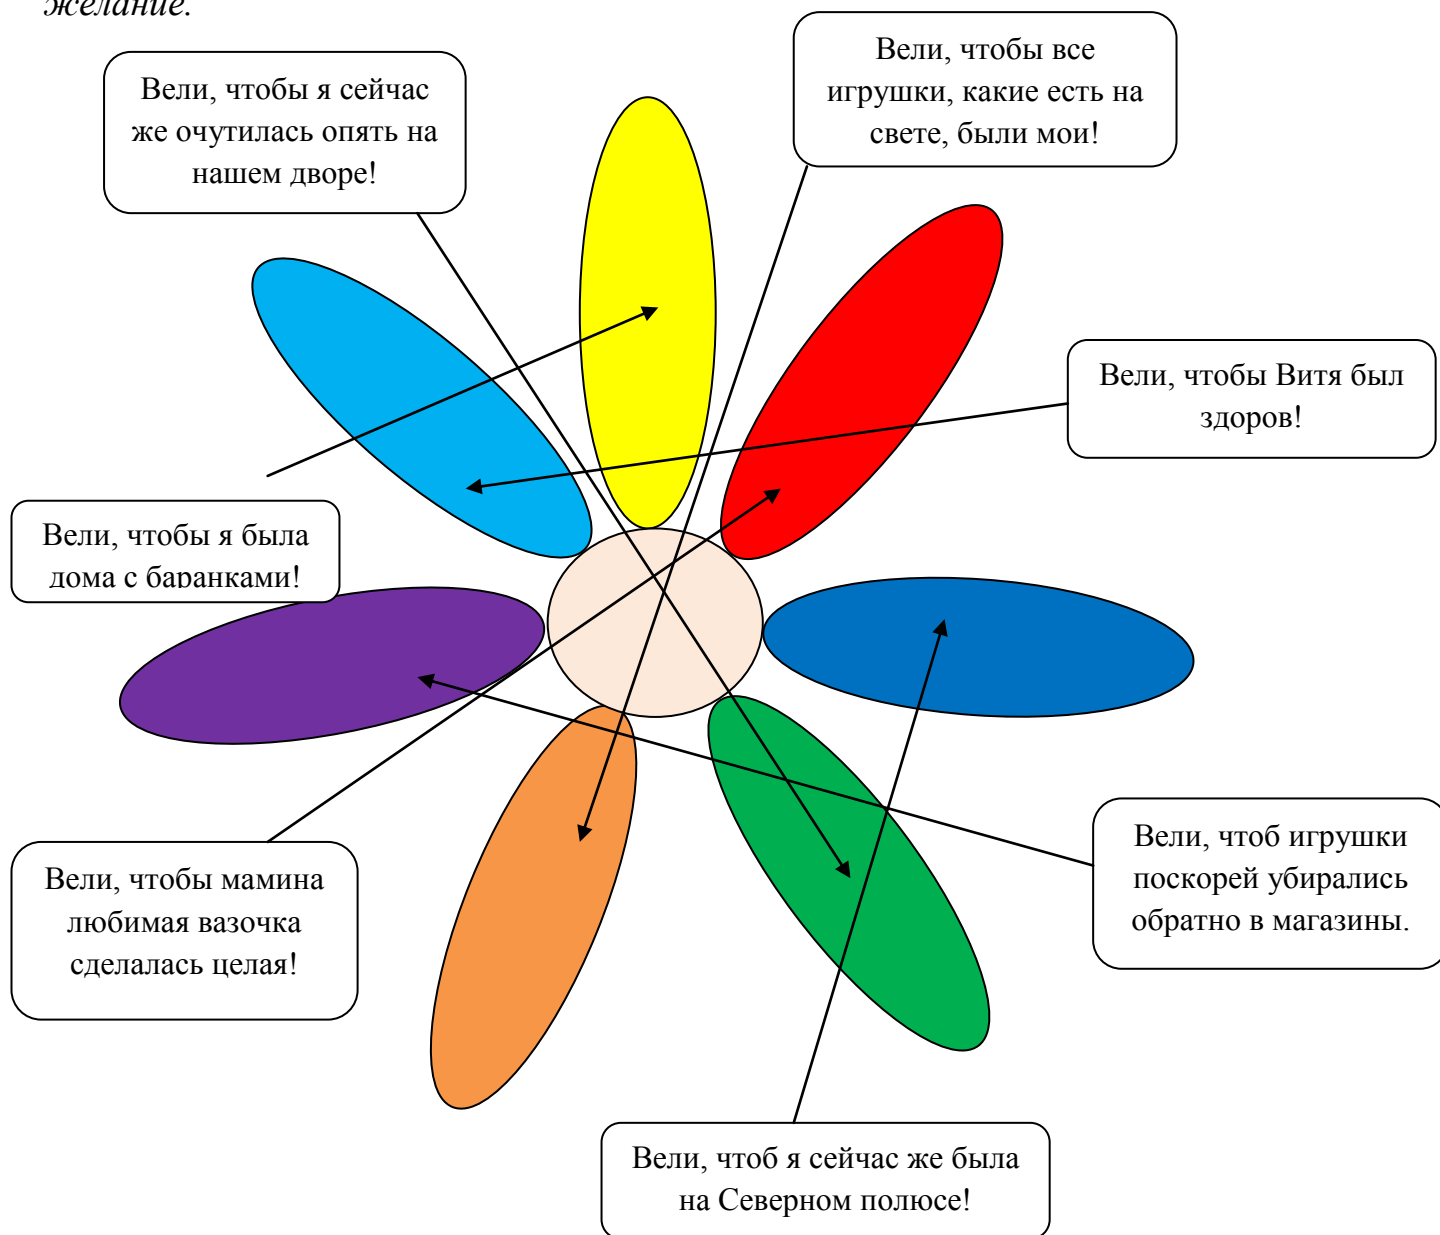 желание.
Вели, чтобы я сейчас
же очутилась опять на
нашем дворе!
Вели, чтобы все
игрушки, какие есть на
свете, были мои!
Вели, чтобы Витя был
здоров!
Вели, чтобы я была
дома с баранками!
Вели, чтобы мамина
любимая вазочка
сделалась целая!
Вели, чтоб игрушки
поскорей убирались
обратно в магазины.
Вели, чтоб я сейчас же была
на Северном полюсе!